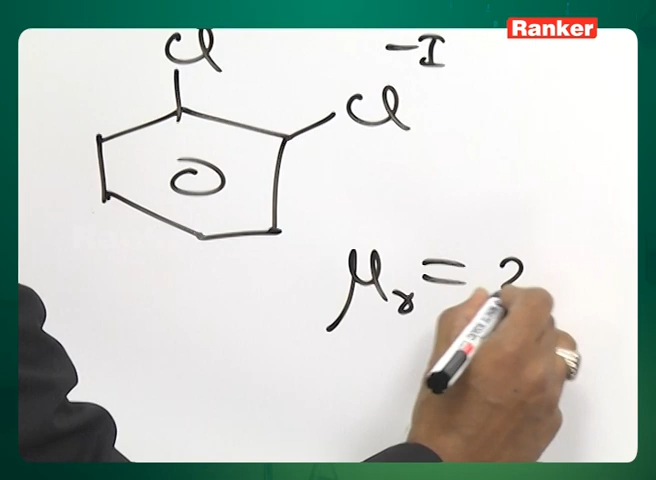 Ranker
Cl
-I
Cl
μᵣ = ?